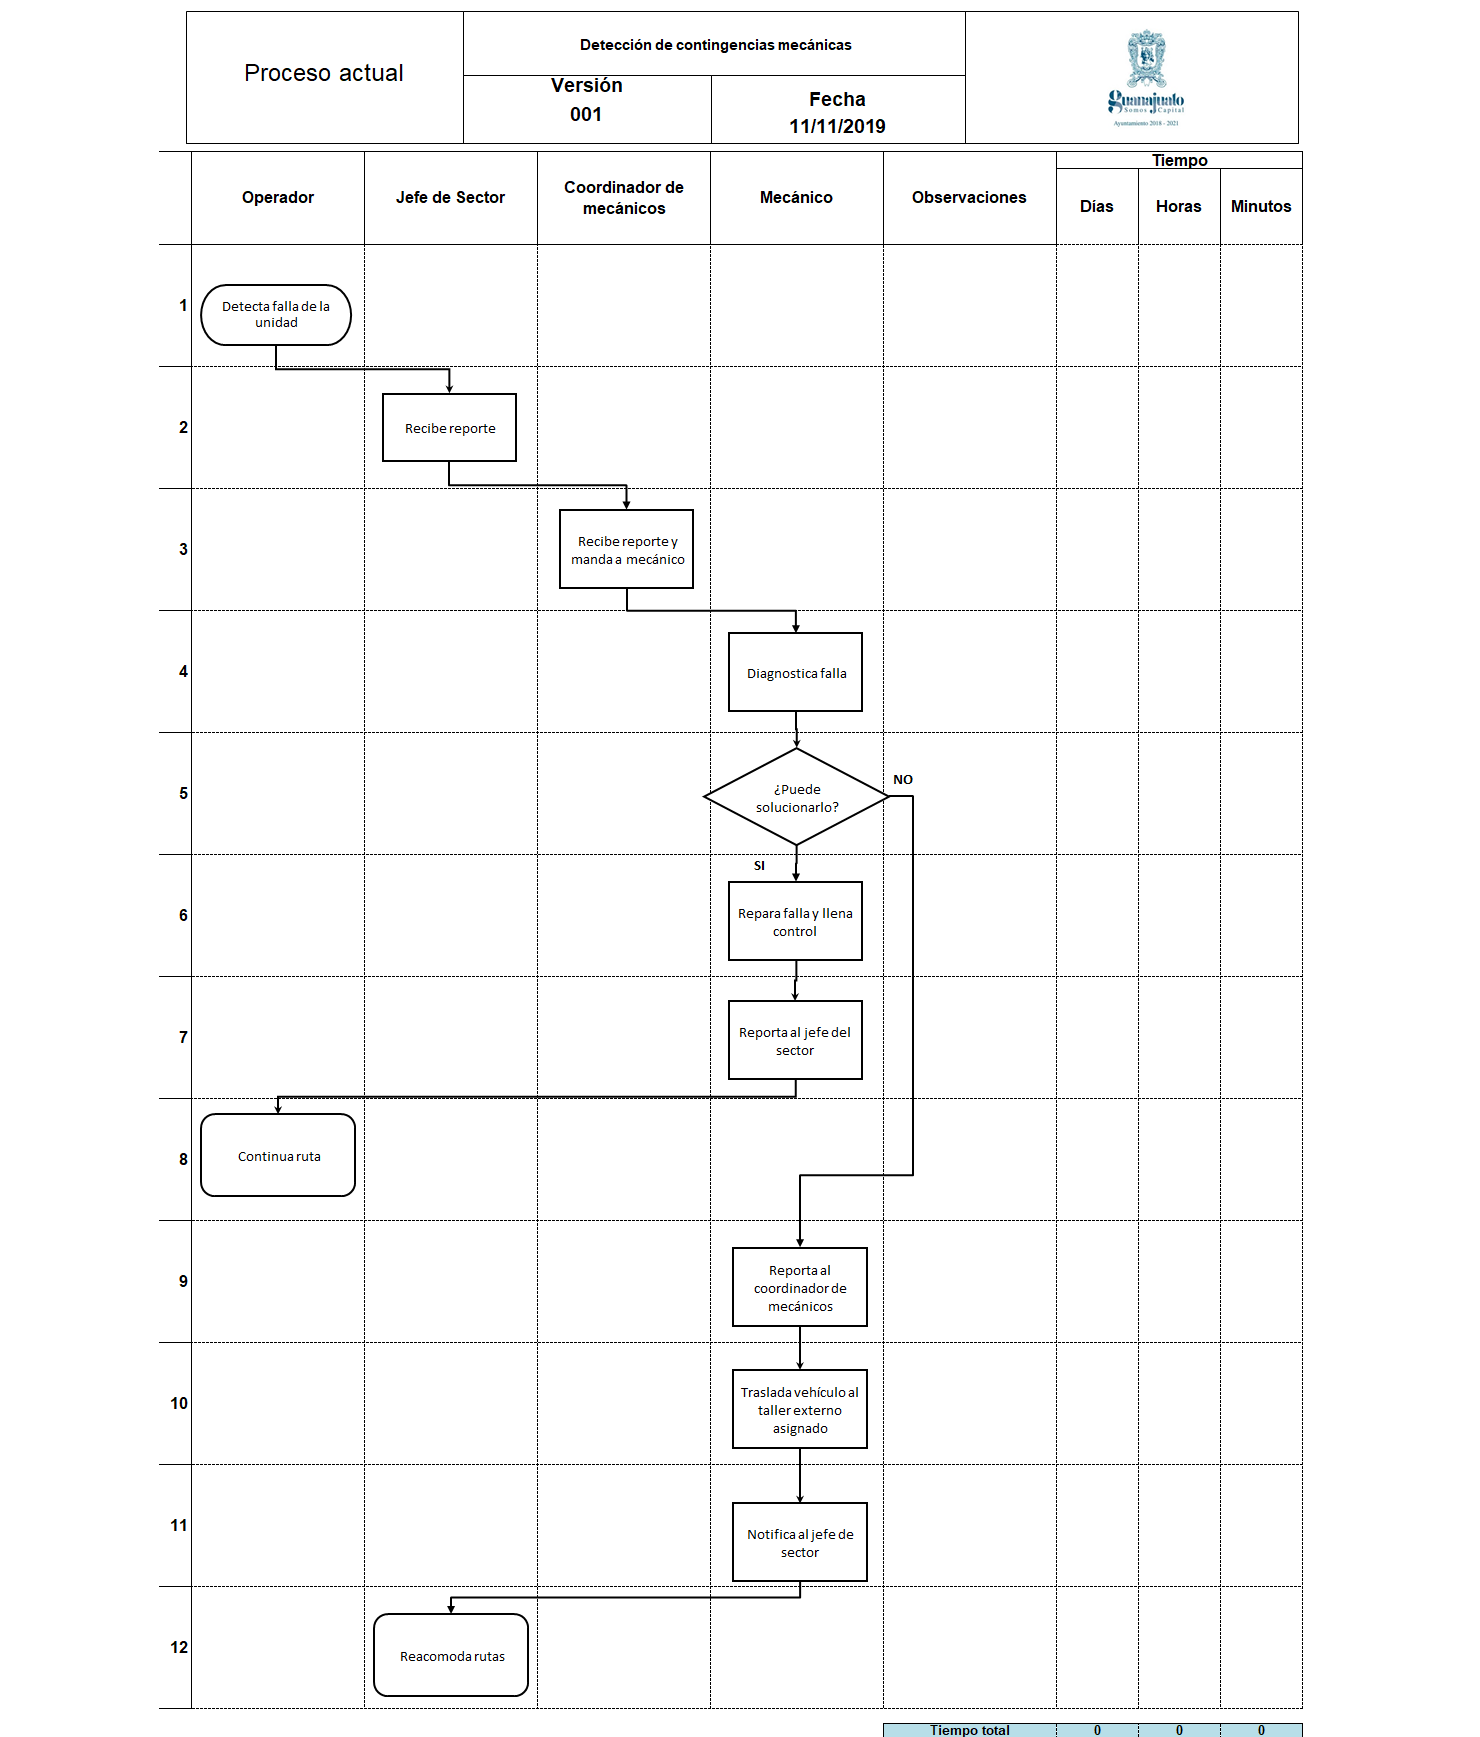 Proceso actual
Detección de contingencias mecánicas
Versión
001
Fecha
11/11/2019
guanajuato
Somos Capital
Ayuntamiento 2018 - 2021
Operador
Jefe de Sector
Coordinador de
mecánicos
Mecánico
Observaciones
Tiempo
Días
Horas
Minutos
1
Detecta falla de la
unidad
2
Recibe reporte
3
Recibe reporte y
manda a mecánico
4
Diagnostica falla
5
¿Puede
solucionarlo?
NO
SI
6
Repara falla y llena
control
7
Reporta al jefe del
sector
8
Continua ruta
9
Reporta al
coordinador de
mecánicos
10
Traslada vehículo al
taller externo
asignado
11
Notifica al jefe de
sector
12
Reacomoda rutas
Tiempo total
0
0
0